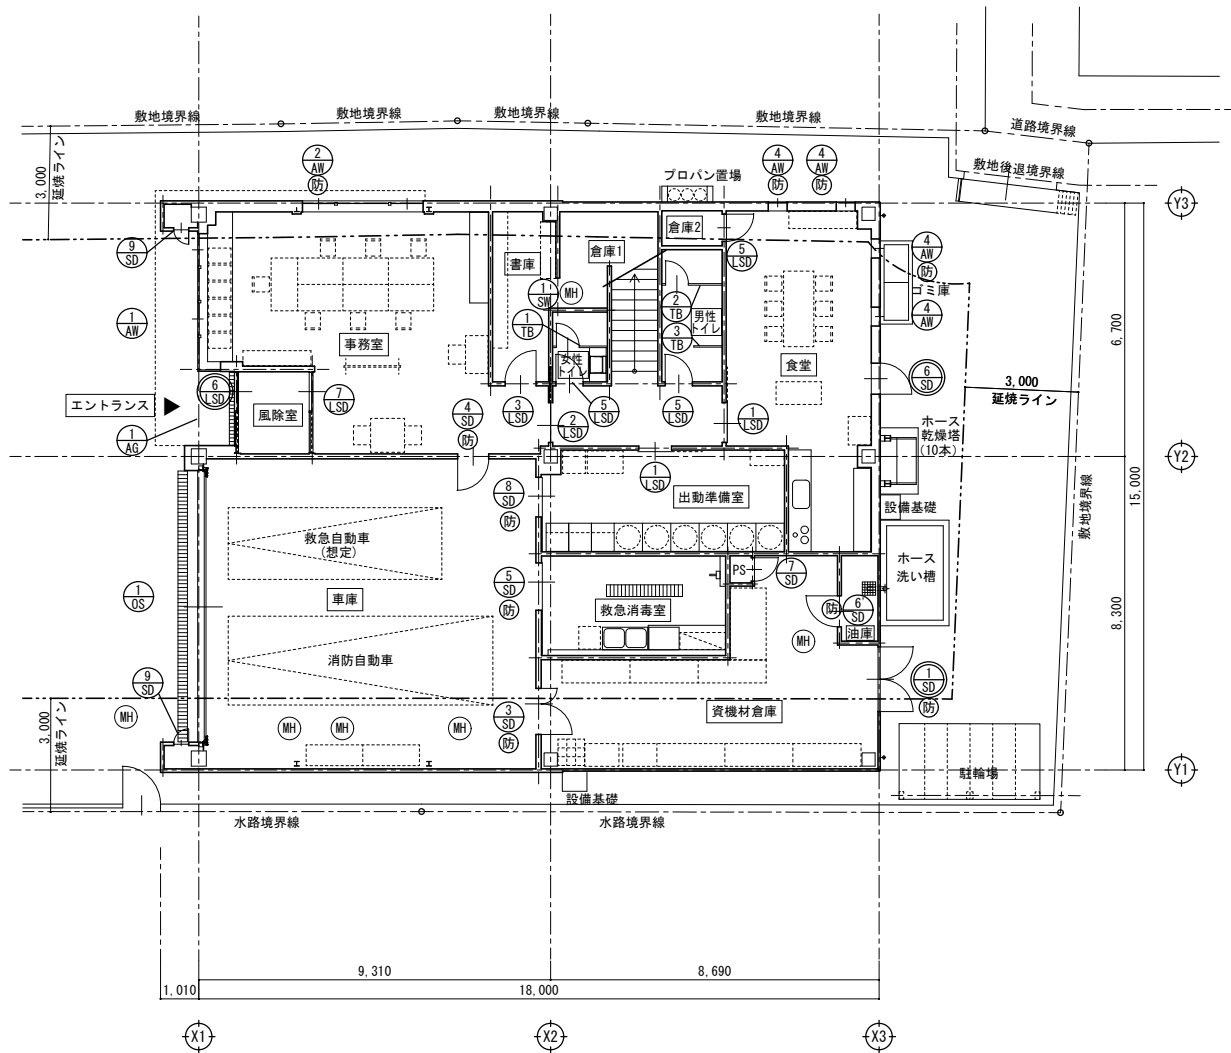 敷地境界線
敷地境界線
敷地境界線
敷地境界線
道路境界線
敷地後退境界線
3,000
延焼ライン
2
AW
防
プロパン置場
4
AW
防
4
AW
防
Y3
9
SD
書庫
倉庫1
倉庫2
5
LSD
4
AW
防
ゴミ庫
4
AW
1
SW
MH
2
TB
3
TB
男性
トイレ
1
TB
1
AW
事務室
女性
トイレ
食堂
6,700
6
SD
3,000
延焼ライン
エントランス
6
LSD
風除室
7
LSD
3
LSD
5
LSD
5
LSD
4
SD
防
2
LSD
1
LSD
1
AG
ホース
乾燥塔
(10本)
Y2
15,000
敷地境界線
1
LSD
出動準備室
8
SD
防
設備基礎
救急自動車
(想定)
ホース
洗い槽
PS
7
SD
5
SD
防
1
OS
車庫
救急消毒室
防
6
SD
油庫
8,300
MH
消防自動車
9
SD
1
SD
防
MH
3,000
延焼ライン
MH
MH
MH
3
SD
防
資機材倉庫
駐輪場
Y1
設備基礎
水路境界線
水路境界線
9,310
8,690
1,010
18,000
X1
X2
X3